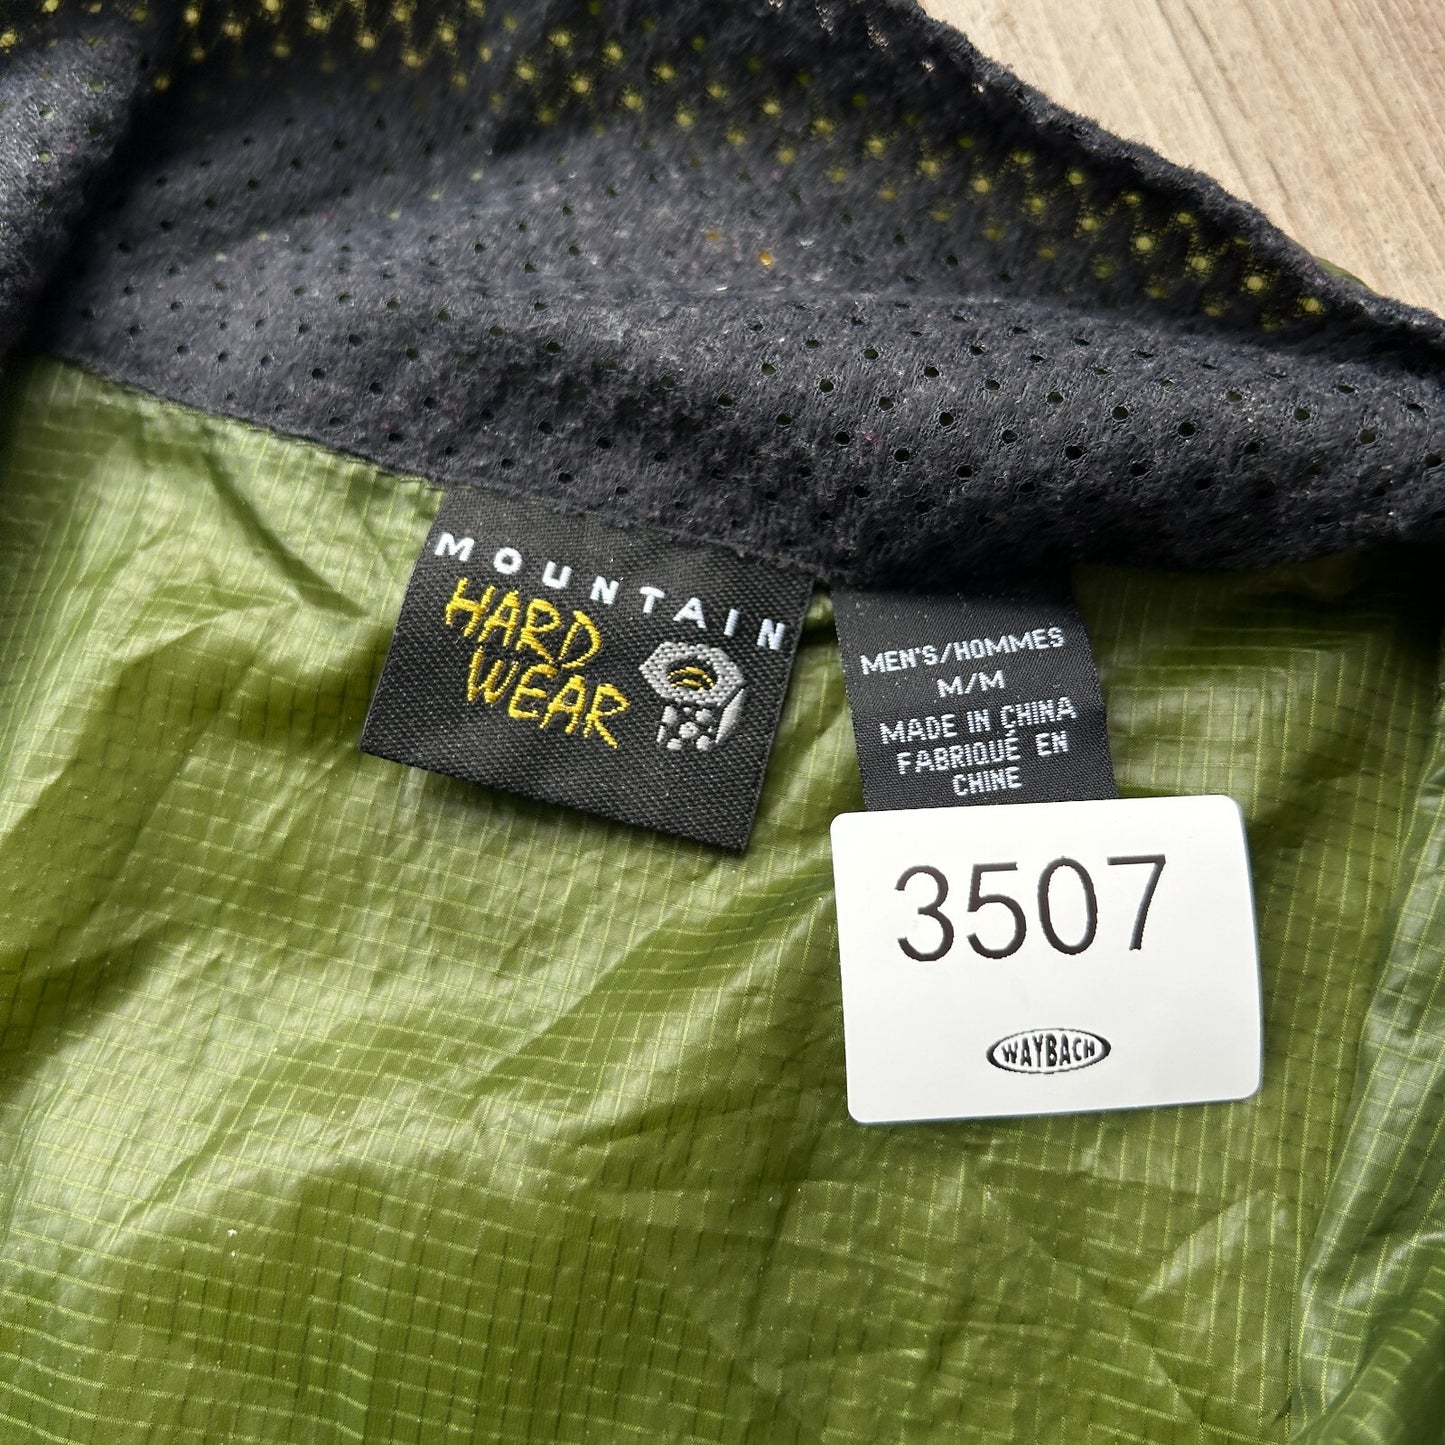 MOUNTAIN
HARD
WEAR
MEN'S/HOMMES
M/M
MADE IN CHINA
FABRIQUÉ EN
CHINE
3507
WAYBACH